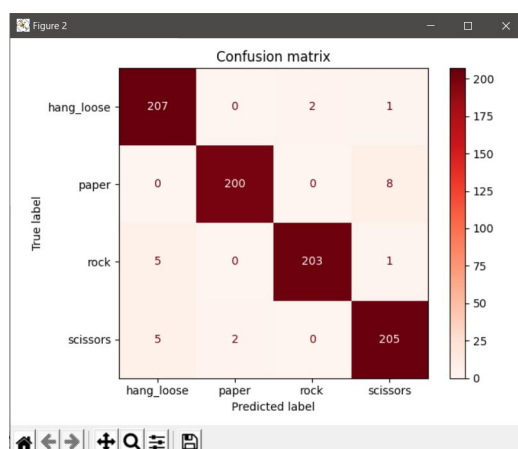 Figure 2
Confusion matrix
hang_loose 207 0 2 1
paper 0 200 0 8
rock 5 0 203 1
scissors 5 2 0 205
hang_loose paper rock scissors
Predicted label
True label
200
175
150
125
100
75
50
25
0